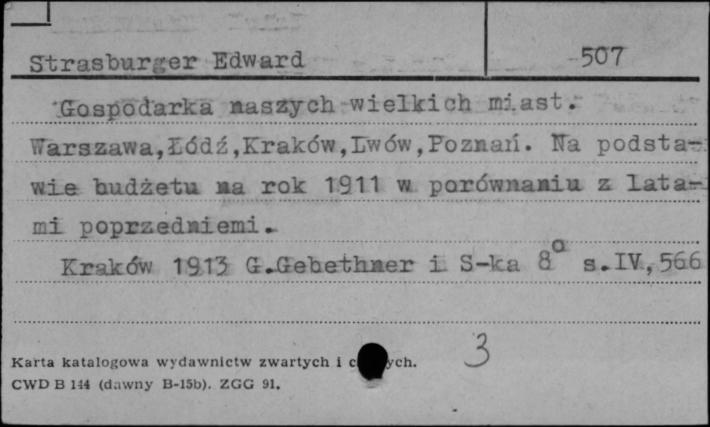 Strasburger Edward 507
Gospodarka naszych wielkich miast.
Warszawa,Łódź,Kraków,Lwów,Poznań. Na podsta-
wie budżetu na rok 1911 w porównaniu z lata-
mi poprzedniemi.
Kraków 1913 G.Gebethner i S-ka 8° s.IV,566
3
Karta katalogowa wydawnictw zwartych i
CWD B 144 (dawny B-15b). ZGG 91.